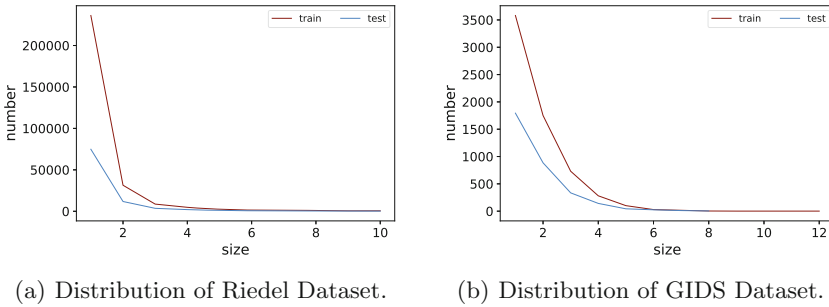 train test
200000
150000
100000
50000
0
number
2 4 6 8 10
size
(a) Distribution of Riedel Dataset.
train test
3500
3000
2500
2000
1500
1000
500
0
number
2 4 6 8 10 12
size
(b) Distribution of GIDS Dataset.